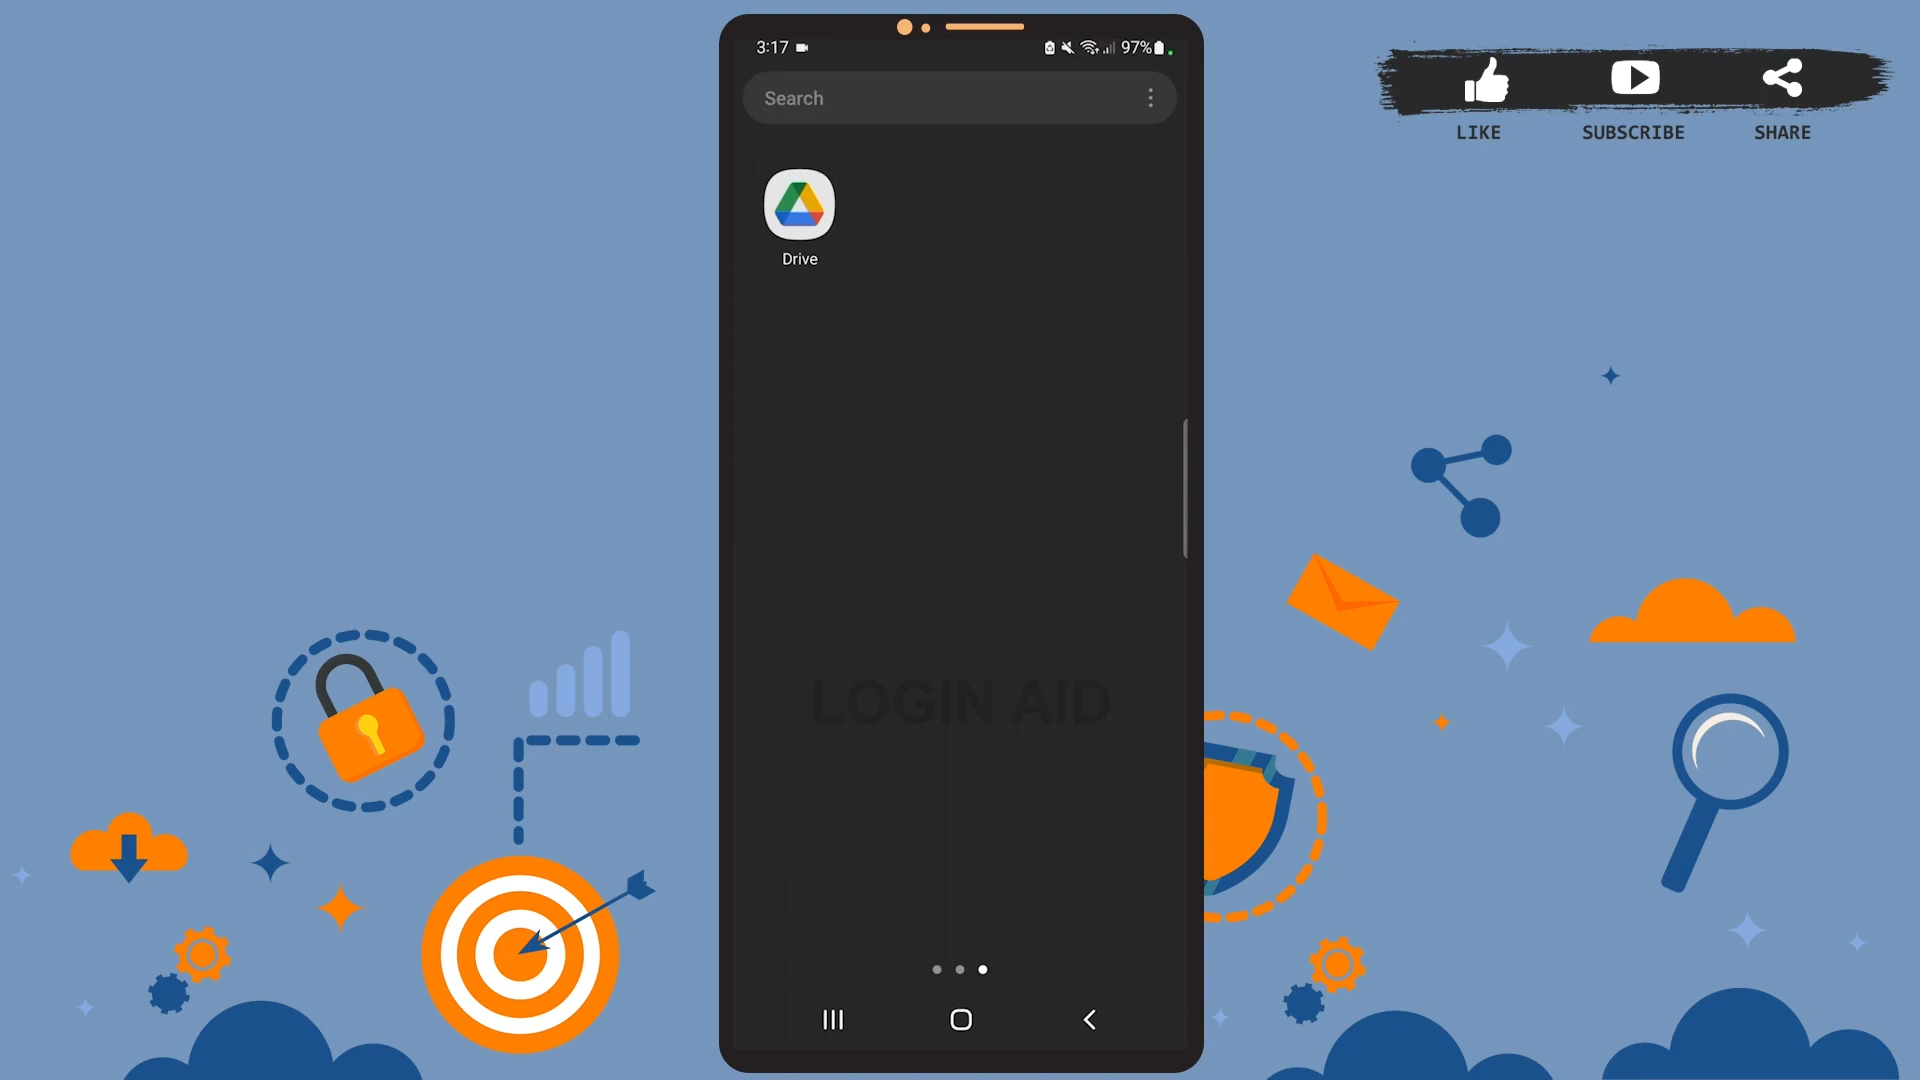 3:17
97%
Search
Drive
LOGIN AID
LIKE
SUBSCRIBE
SHARE